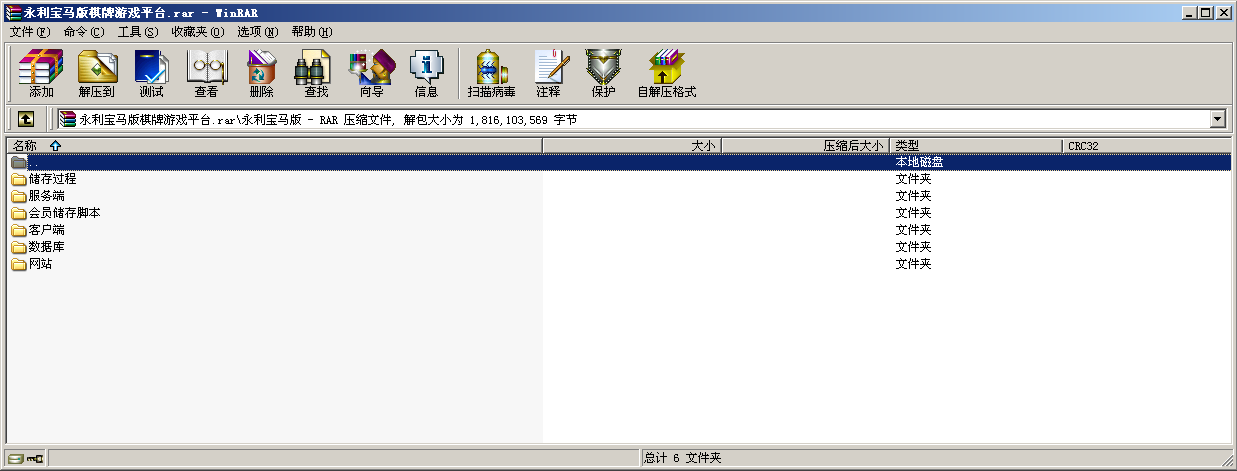 永利宝马版棋牌游戏平台.rar - WinRAR
文件(F) 命令(C) 工具(S) 收藏夹(O) 选项(N) 帮助(H)
添加 解压到 测试 查看 删除 查找 向导 信息 扫描病毒 注释 保护 自解压格式
永利宝马版棋牌游戏平台.rar\永利宝马版 - RAR 压缩文件, 解包大小为 1,816,103,569 字节
名称 大小 压缩后大小 类型 CRC32
.. 本地磁盘
储存过程 文件夹
服务端 文件夹
会员储存脚本 文件夹
客户端 文件夹
数据库 文件夹
网站 文件夹
总计 6 文件夹